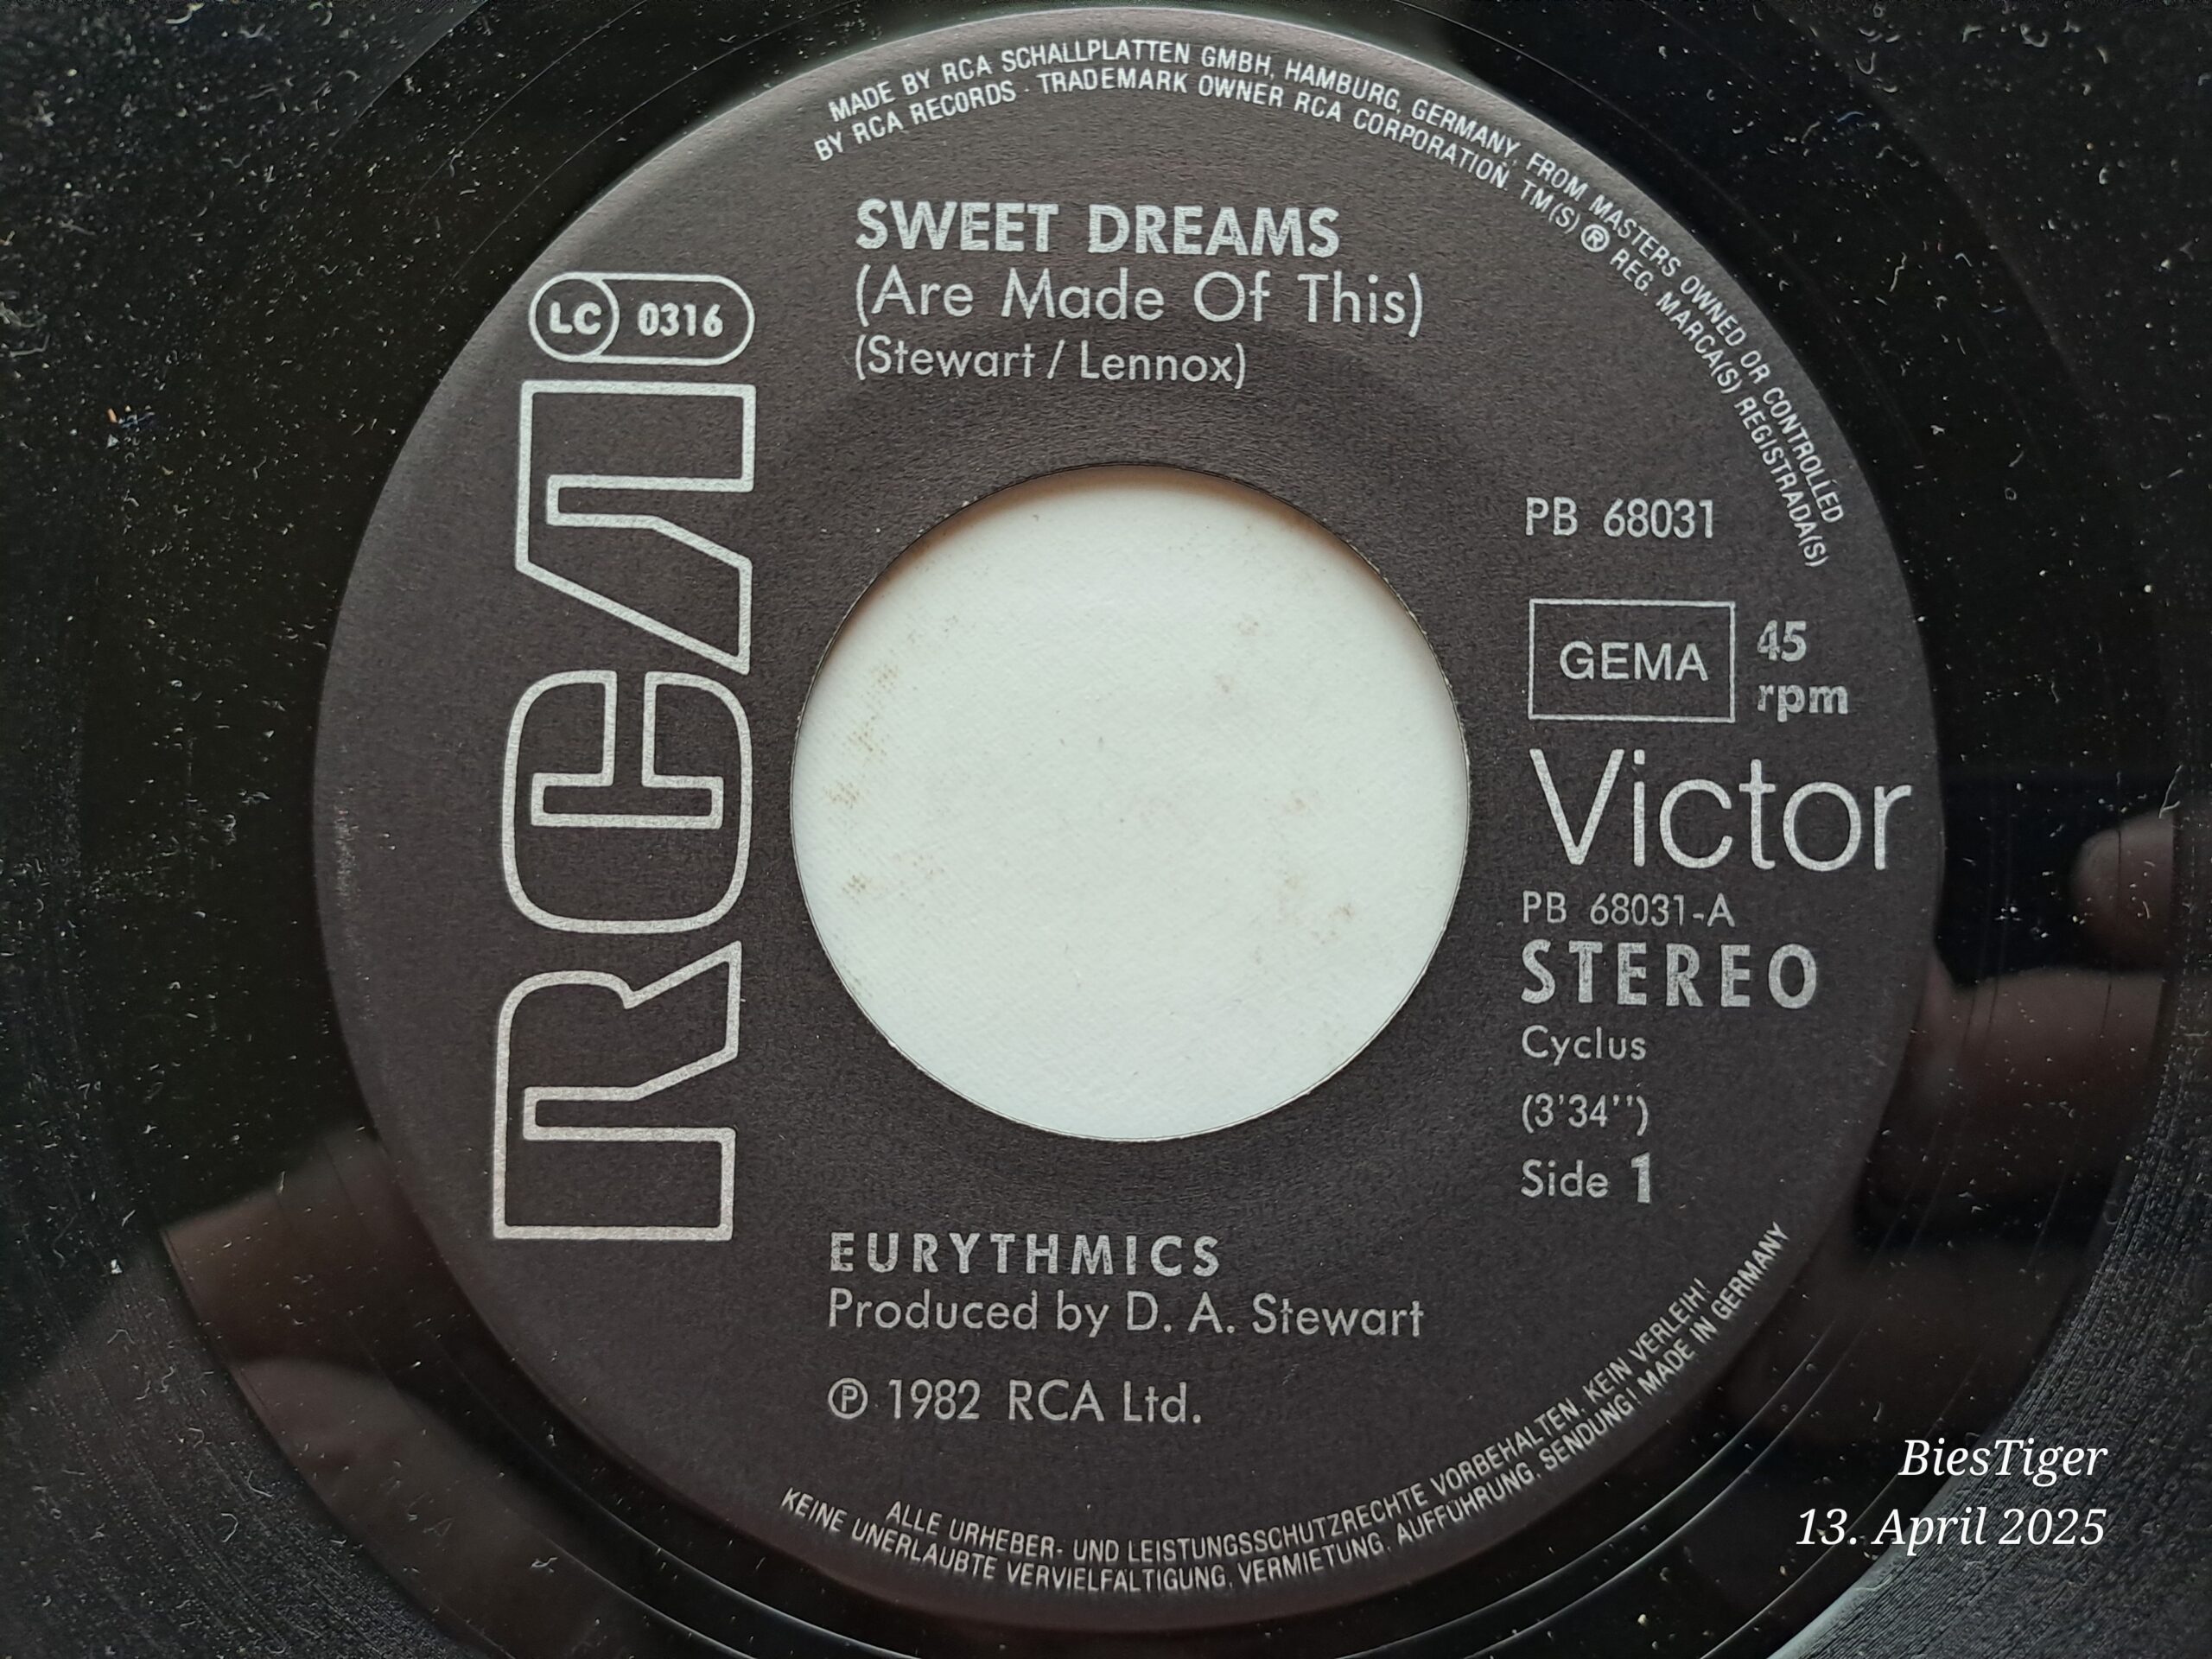 MADE BY RCA SCHALLPLATTEN GMBH, HAMBURG, GERMANY, FROM MASTERS OWNED OR CONTROLLED
BY RCA RECORDS · TRADEMARK OWNER RCA CORPORATION. TM(S) ® REG. MARCA(S) REGISTRADA(S)
SWEET DREAMS
(Are Made Of This)
(Stewart / Lennox)
LC 0316
RCA
PB 68031
GEMA
45
rpm
Victor
PB 68031-A
STEREO
Cyclus
(3'34'')
Side 1
EURYTHMICS
Produced by D. A. Stewart
℗ 1982 RCA Ltd.
ALLE URHEBER- UND LEISTUNGSSCHUTZRECHTE VORBEHALTEN. KEIN VERLEIH!
KEINE UNERLAUBTE VERVIELFÄLTIGUNG, VERMIETUNG, AUFFÜHRUNG, SENDUNG! MADE IN GERMANY
BiesTiger
13. April 2025